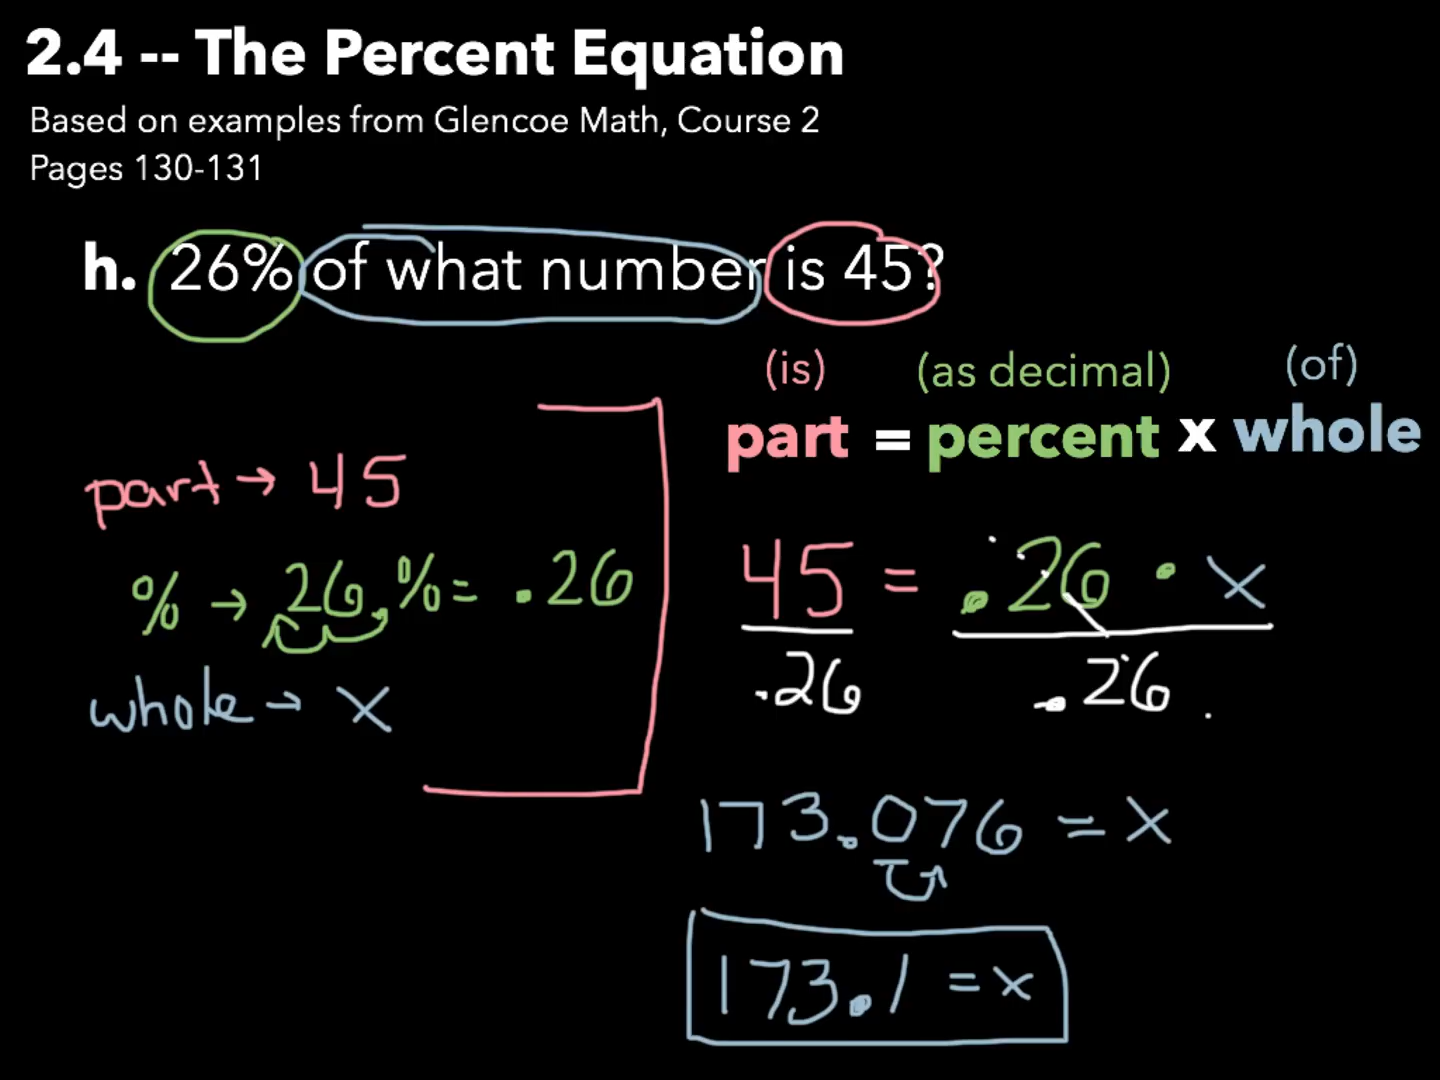 2.4 -- The Percent Equation
Based on examples from Glencoe Math, Course 2
Pages 130-131
h. 26% of what number is 45?
(is) (as decimal) (of)
part = percent x whole
part → 45
% → 26.% = .26
whole → x
45 = .26 · x
.26 .26
173.076 = x
173.1 = x